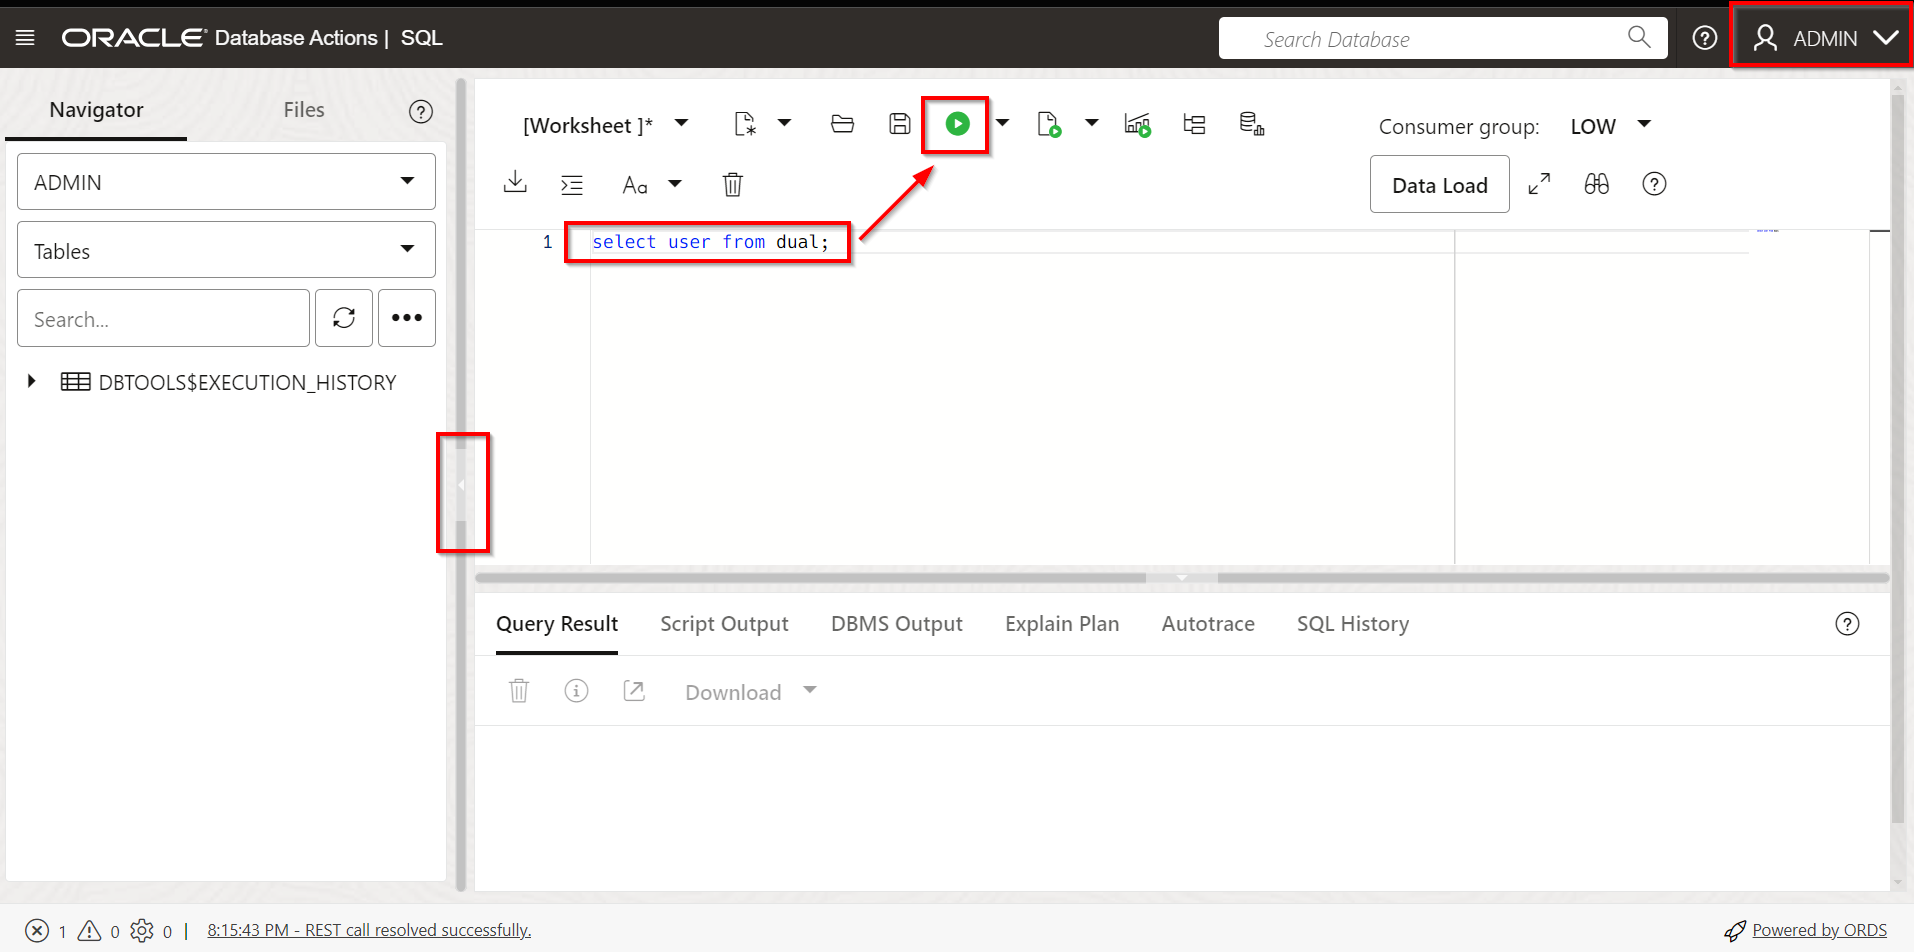 ORACLE Database Actions | SQL
Search Database
ADMIN
Navigator
Files
ADMIN
Tables
Search...
DBTOOLS$EXECUTION_HISTORY
[Worksheet ]*
Consumer group: LOW
Aa
Data Load
1 select user from dual;
Query Result
Script Output
DBMS Output
Explain Plan
Autotrace
SQL History
Download
1 0 0 | 8:15:43 PM - REST call resolved successfully.
Powered by ORDS